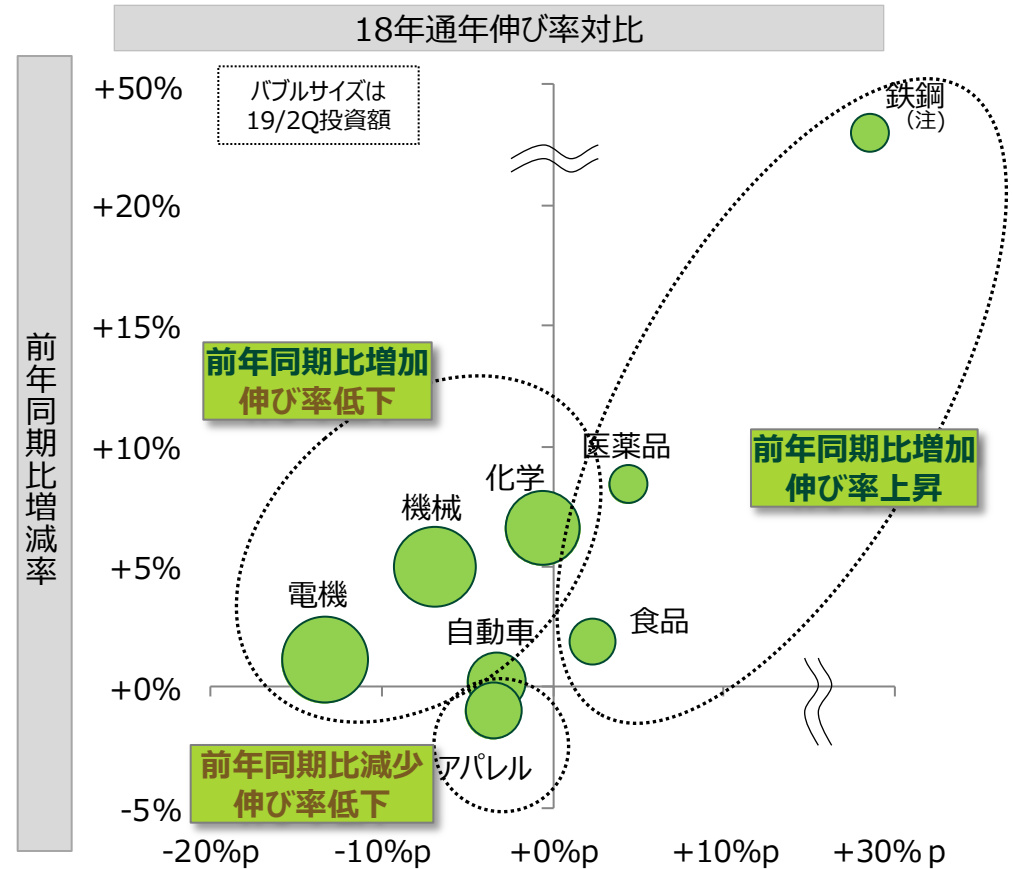 18年通年伸び率対比
前年同期比増減率
バブルサイズは
19/2Q投資額
+50%
+20%
+15%
+10%
+5%
+0%
-5%
鉄鋼
（注）
前年同期比増加
伸び率低下
医薬品
化学
機械
電機
自動車
食品
アパレル
前年同期比増加
伸び率上昇
前年同期比減少
伸び率低下
-20%p
-10%p
+0%p
+10%p
+30% p